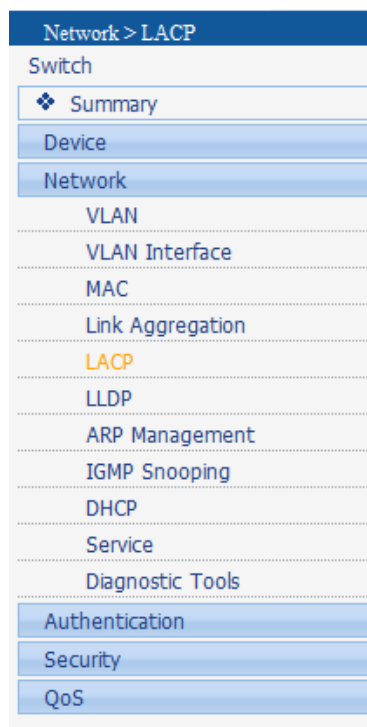 Network > LACP
Switch
Summary
Device
Network
VLAN
VLAN Interface
MAC
Link Aggregation
LACP
LLDP
ARP Management
IGMP Snooping
DHCP
Service
Diagnostic Tools
Authentication
Security
QoS